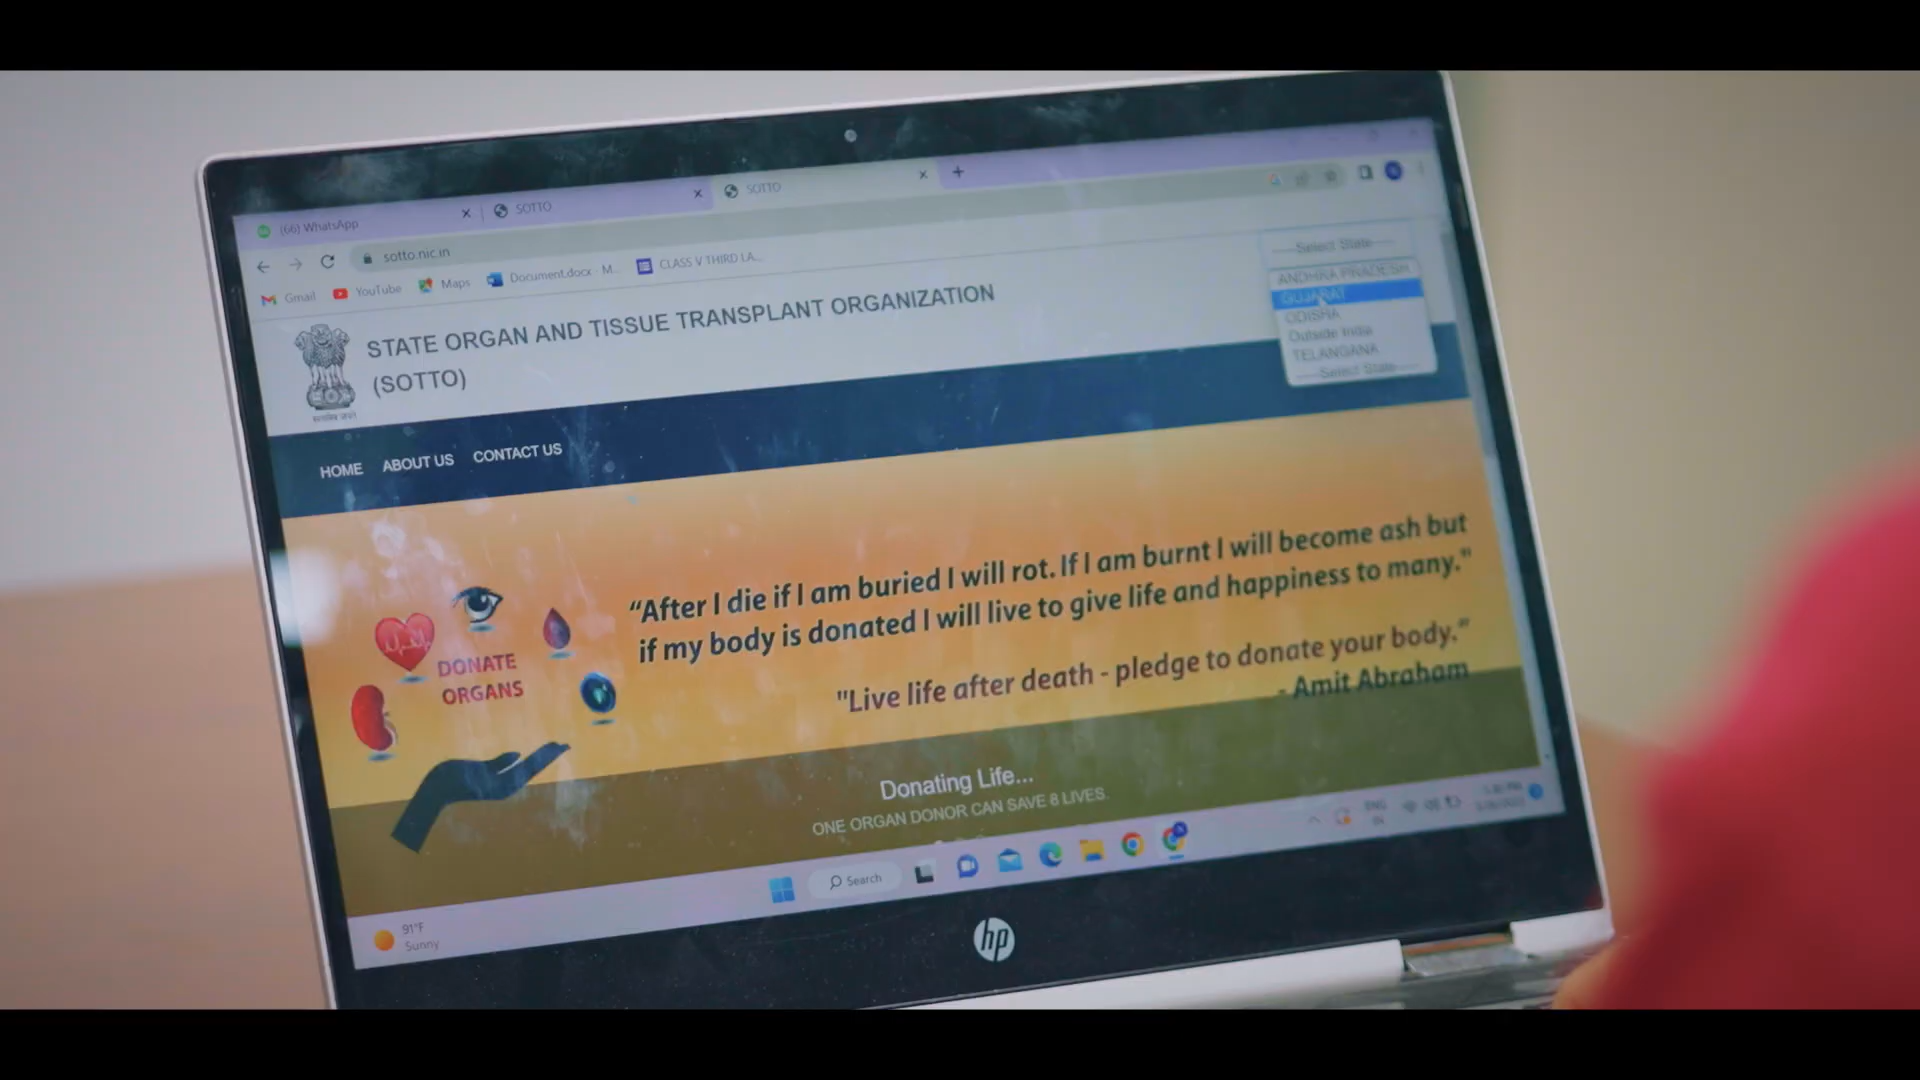 (66) WhatsApp
SOTTO
SOTTO
sotto.nic.in
Gmail
YouTube
Maps
Document.docx - M...
CLASS V THIRD LA...
-----Select State-----
ANDHRA PRADESH
GUJARAT
ODISHA
Outside India
TELANGANA
-----Select State-----
STATE ORGAN AND TISSUE TRANSPLANT ORGANIZATION
(SOTTO)
HOME ABOUT US CONTACT US
DONATE
ORGANS
“After I die if I am buried I will rot. If I am burnt I will become ash but
if my body is donated I will live to give life and happiness to many.”
"Live life after death - pledge to donate your body.”
- Amit Abraham
Donating Life...
ONE ORGAN DONOR CAN SAVE 8 LIVES.
91°F
Sunny
Search
ENG
IN
hp